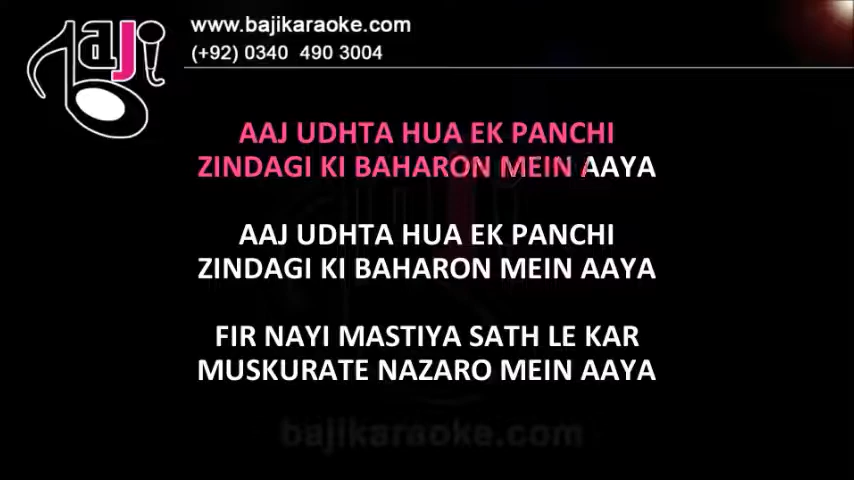 Baji
www.bajikaraoke.com
(+92) 0340 490 3004
AAJ UDHTA HUA EK PANCHI
ZINDAGI KI BAHARON MEIN AAYA
AAJ UDHTA HUA EK PANCHI
ZINDAGI KI BAHARON MEIN AAYA
FIR NAYI MASTIYA SATH LE KAR
MUSKURATE NAZARO MEIN AAYA
bajikaraoke.com